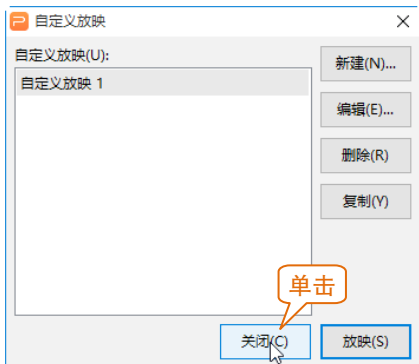 自定义放映
自定义放映(U):
自定义放映 1
新建(N)...
编辑(E)...
删除(R)
复制(Y)
单击
关闭(C)
放映(S)